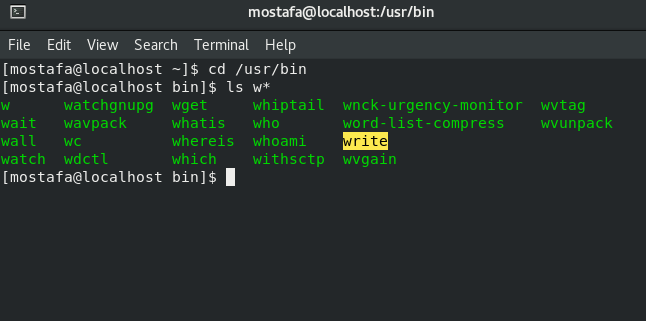 mostafa@localhost:/usr/bin
File Edit View Search Terminal Help
[mostafa@localhost ~]$ cd /usr/bin
[mostafa@localhost bin]$ ls w*
w watchgnupg wget whiptail wnck-urgency-monitor wvtag
wait wavpack whatis who word-list-compress wvunpack
wall wc whereis whoami write
watch wdctl which withsctp wvgain
[mostafa@localhost bin]$